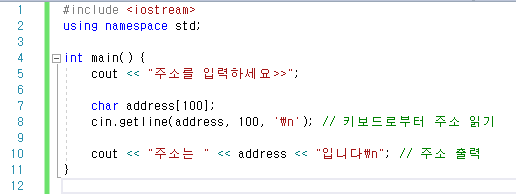 1 #include <iostream>
2 using namespace std;
3
4 int main() {
5 cout << "주소를 입력하세요>>";
6
7 char address[100];
8 cin.getline(address, 100, '₩n'); // 키보드로부터 주소 읽기
9
10 cout << "주소는 " << address << "입니다₩n"; // 주소 출력
11 }
12